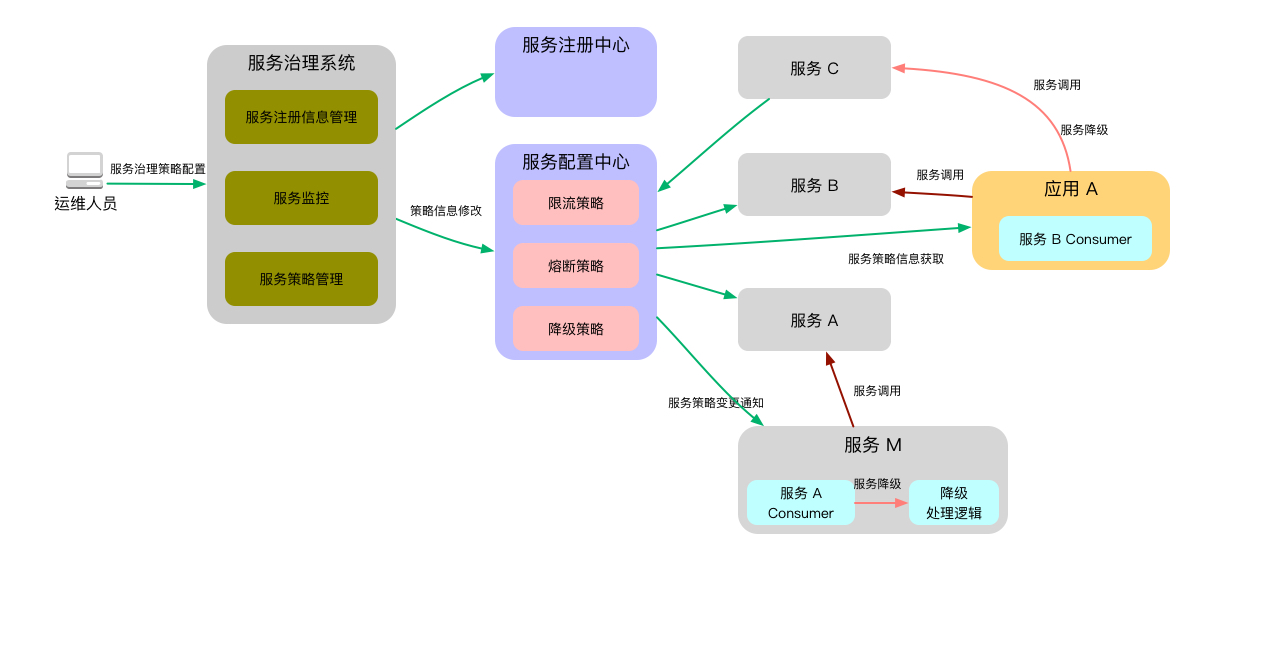 运维人员
服务治理策略配置
服务治理系统
服务注册信息管理
服务监控
服务策略管理
策略信息修改
服务注册中心
服务配置中心
限流策略
熔断策略
降级策略
服务 C
服务 B
服务 A
服务调用
服务降级
服务调用
应用 A
服务 B Consumer
服务策略信息获取
服务策略变更通知
服务调用
服务 M
服务 A
Consumer
服务降级
降级
处理逻辑